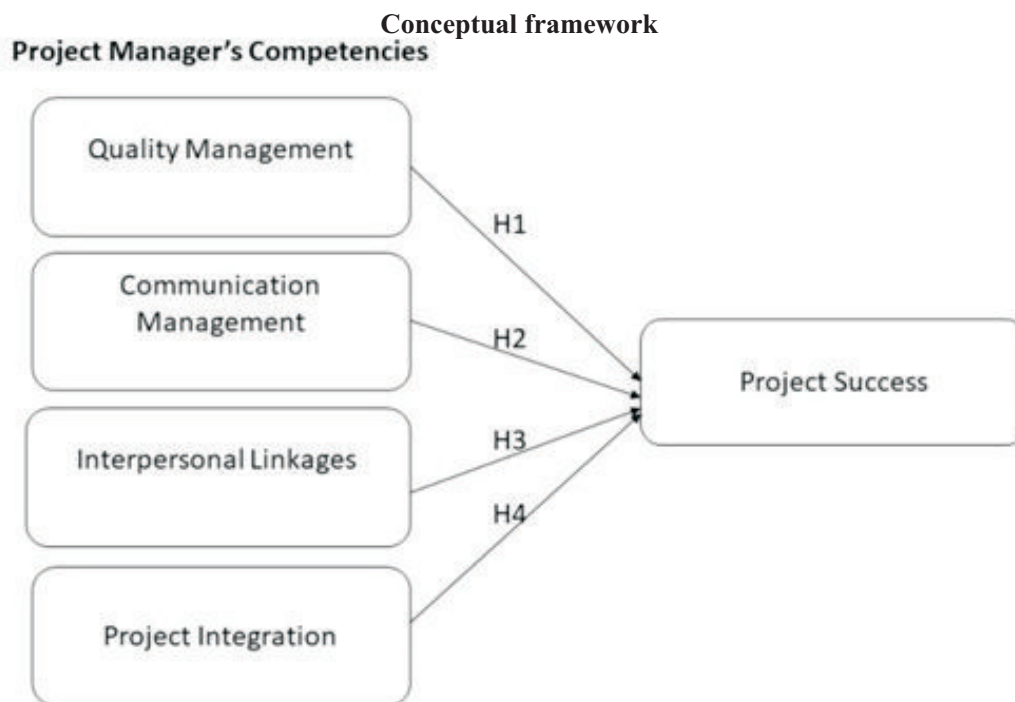 Conceptual framework
Project Manager’s Competencies
Quality Management
H1
Communication
Management
H2
Project Success
Interpersonal Linkages
H3
H4
Project Integration